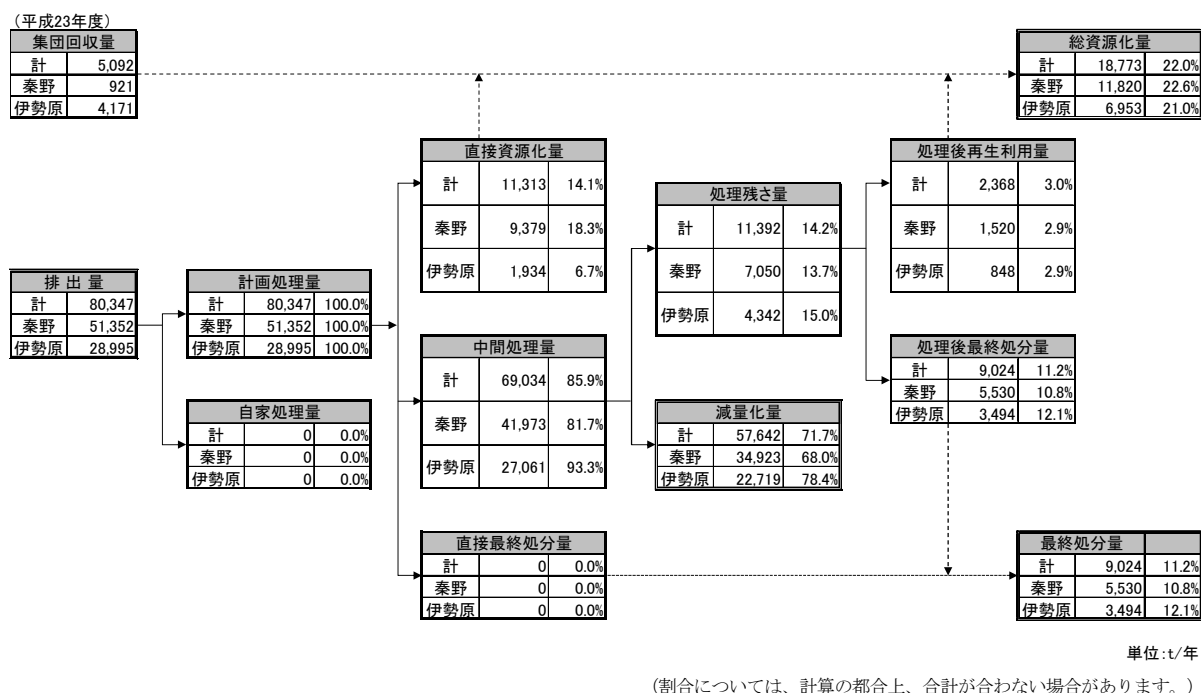 (平成23年度)
集団回収量
計 5,092
秦野 921
伊勢原 4,171
総資源化量
計 18,773 22.0%
秦野 11,820 22.6%
伊勢原 6,953 21.0%
直接資源化量
計 11,313 14.1%
秦野 9,379 18.3%
伊勢原 1,934 6.7%
処理後再生利用量
計 2,368 3.0%
秦野 1,520 2.9%
伊勢原 848 2.9%
処理残さ量
計 11,392 14.2%
秦野 7,050 13.7%
伊勢原 4,342 15.0%
排出量
計 80,347
秦野 51,352
伊勢原 28,995
計画処理量
計 80,347 100.0%
秦野 51,352 100.0%
伊勢原 28,995 100.0%
中間処理量
計 69,034 85.9%
秦野 41,973 81.7%
伊勢原 27,061 93.3%
処理後最終処分量
計 9,024 11.2%
秦野 5,530 10.8%
伊勢原 3,494 12.1%
自家処理量
計 0 0.0%
秦野 0 0.0%
伊勢原 0 0.0%
減量化量
計 57,642 71.7%
秦野 34,923 68.0%
伊勢原 22,719 78.4%
直接最終処分量
計 0 0.0%
秦野 0 0.0%
伊勢原 0 0.0%
最終処分量
計 9,024 11.2%
秦野 5,530 10.8%
伊勢原 3,494 12.1%
単位:t/年
(割合については、計算の都合上、合計が合わない場合があります。)